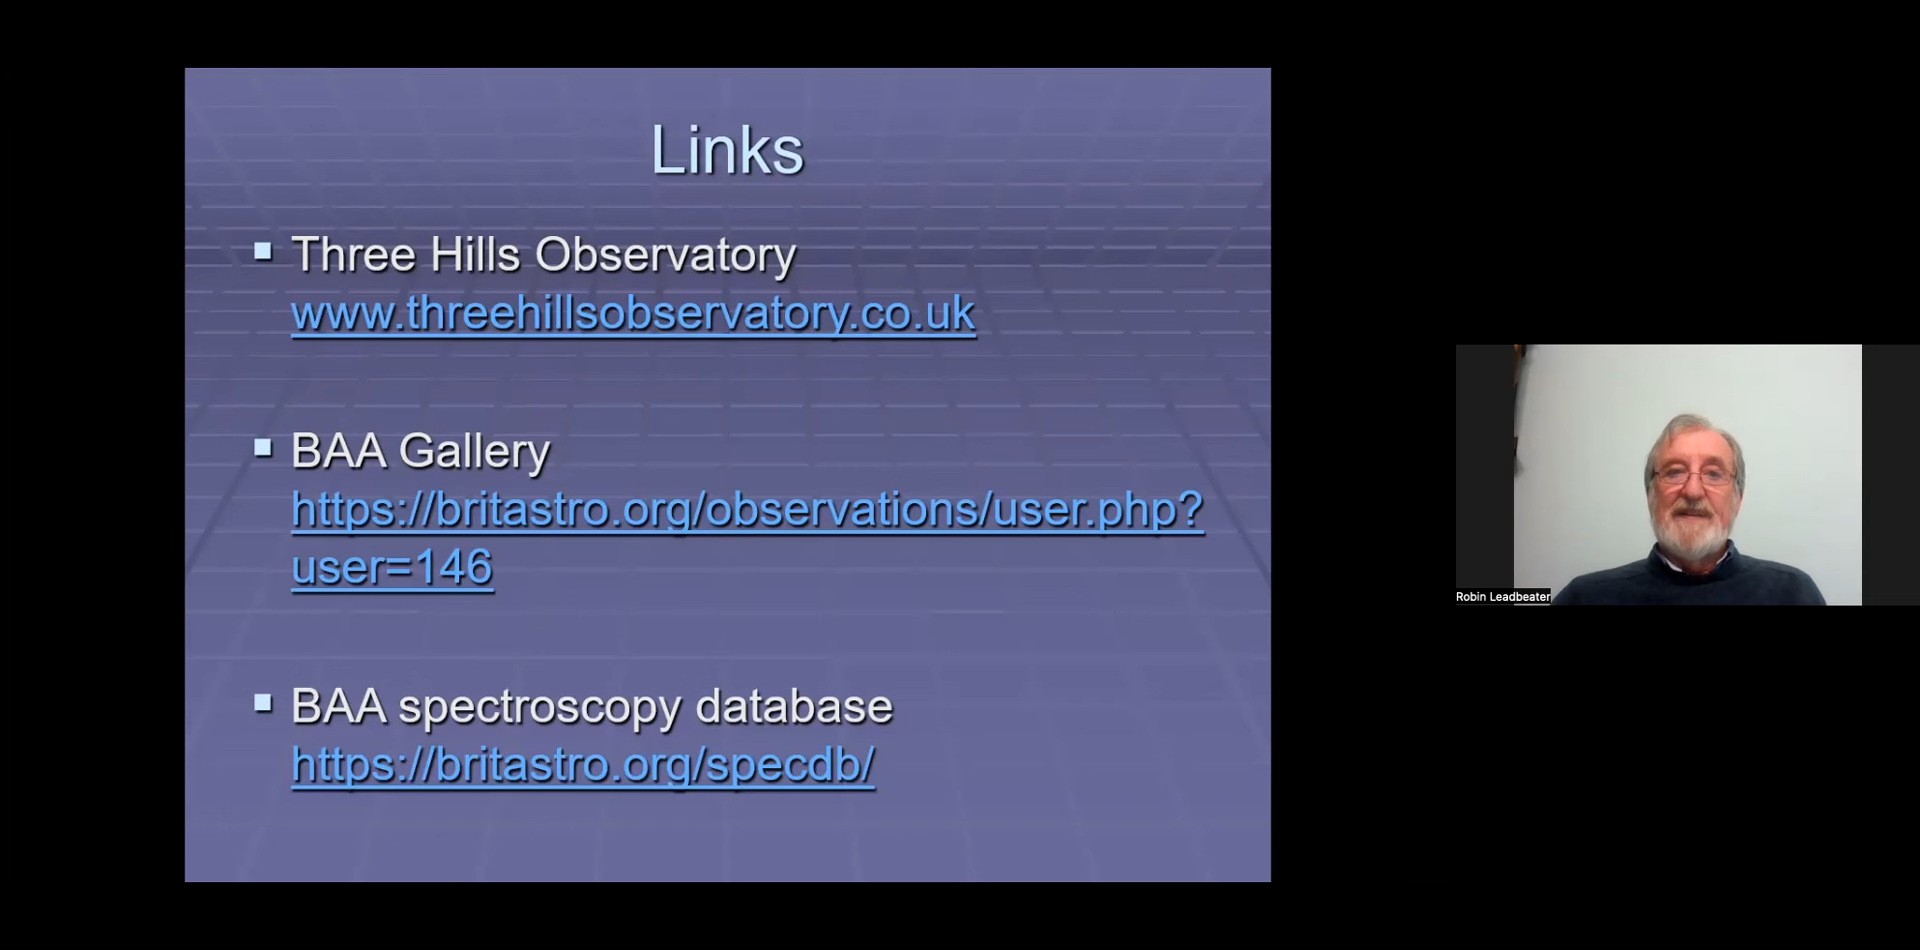 Links
Three Hills Observatory
www.threehillsobservatory.co.uk
BAA Gallery
https://britastro.org/observations/user.php?
user=146
BAA spectroscopy database
https://britastro.org/specdb/
Robin Leadbeater